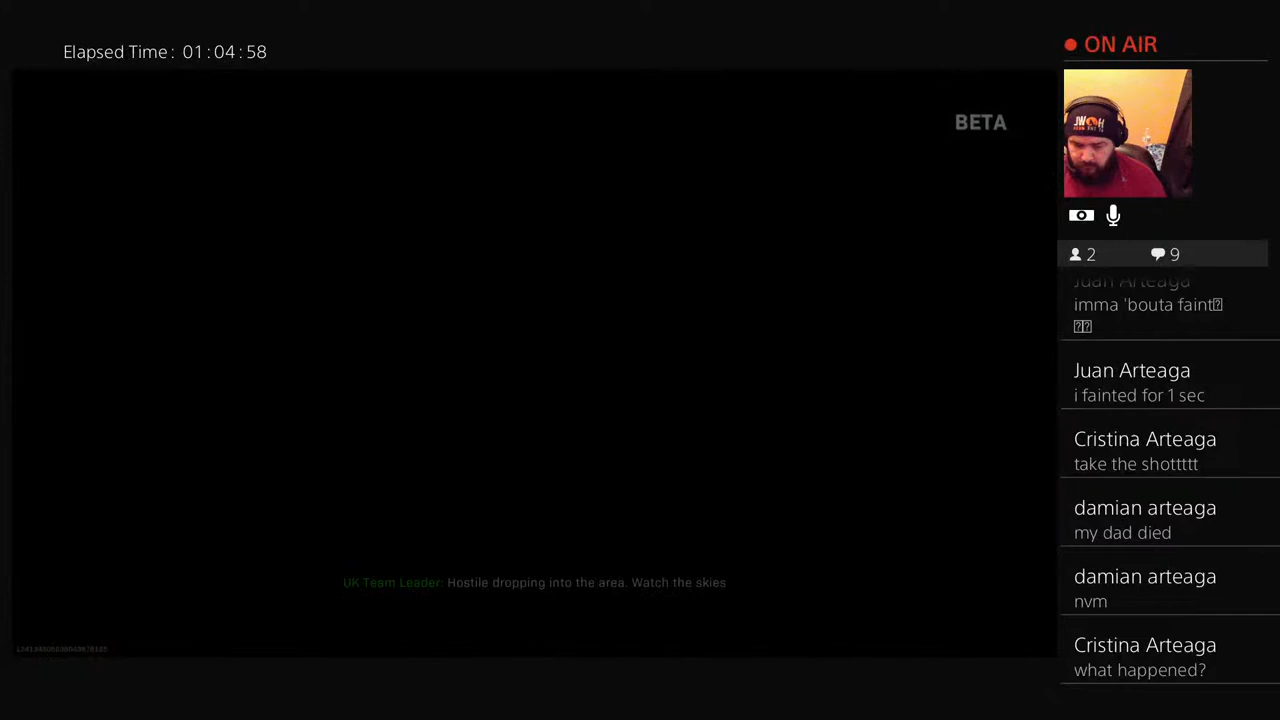 Elapsed Time: 01:04:58
ON AIR
BETA
2 9
Juan Arteaga
imma 'bouta faint
Juan Arteaga
i fainted for 1 sec
Cristina Arteaga
take the shottttt
damian arteaga
my dad died
damian arteaga
nvm
Cristina Arteaga
what happened?
UK Team Leader: Hostile dropping into the area. Watch the skies